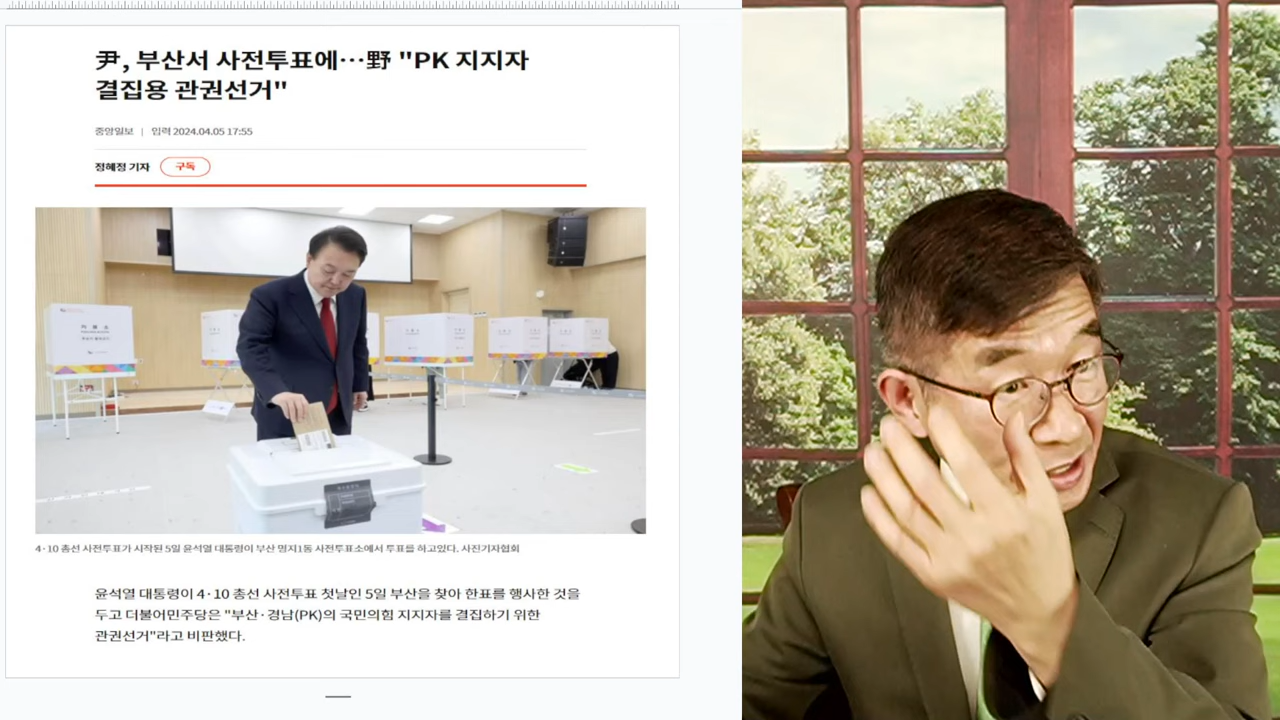 尹, 부산서 사전투표에…野 "PK 지지자
결집용 관권선거"
중앙일보 | 입력 2024.04.05 17:55
정혜정 기자 구독
4·10 총선 사전투표가 시작된 5일 윤석열 대통령이 부산 명지1동 사전투표소에서 투표를 하고있다. 사진기자협회
윤석열 대통령이 4·10 총선 사전투표 첫날인 5일 부산을 찾아 한표를 행사한 것을
두고 더불어민주당은 "부산·경남(PK)의 국민의힘 지지자를 결집하기 위한
관권선거"라고 비판했다.